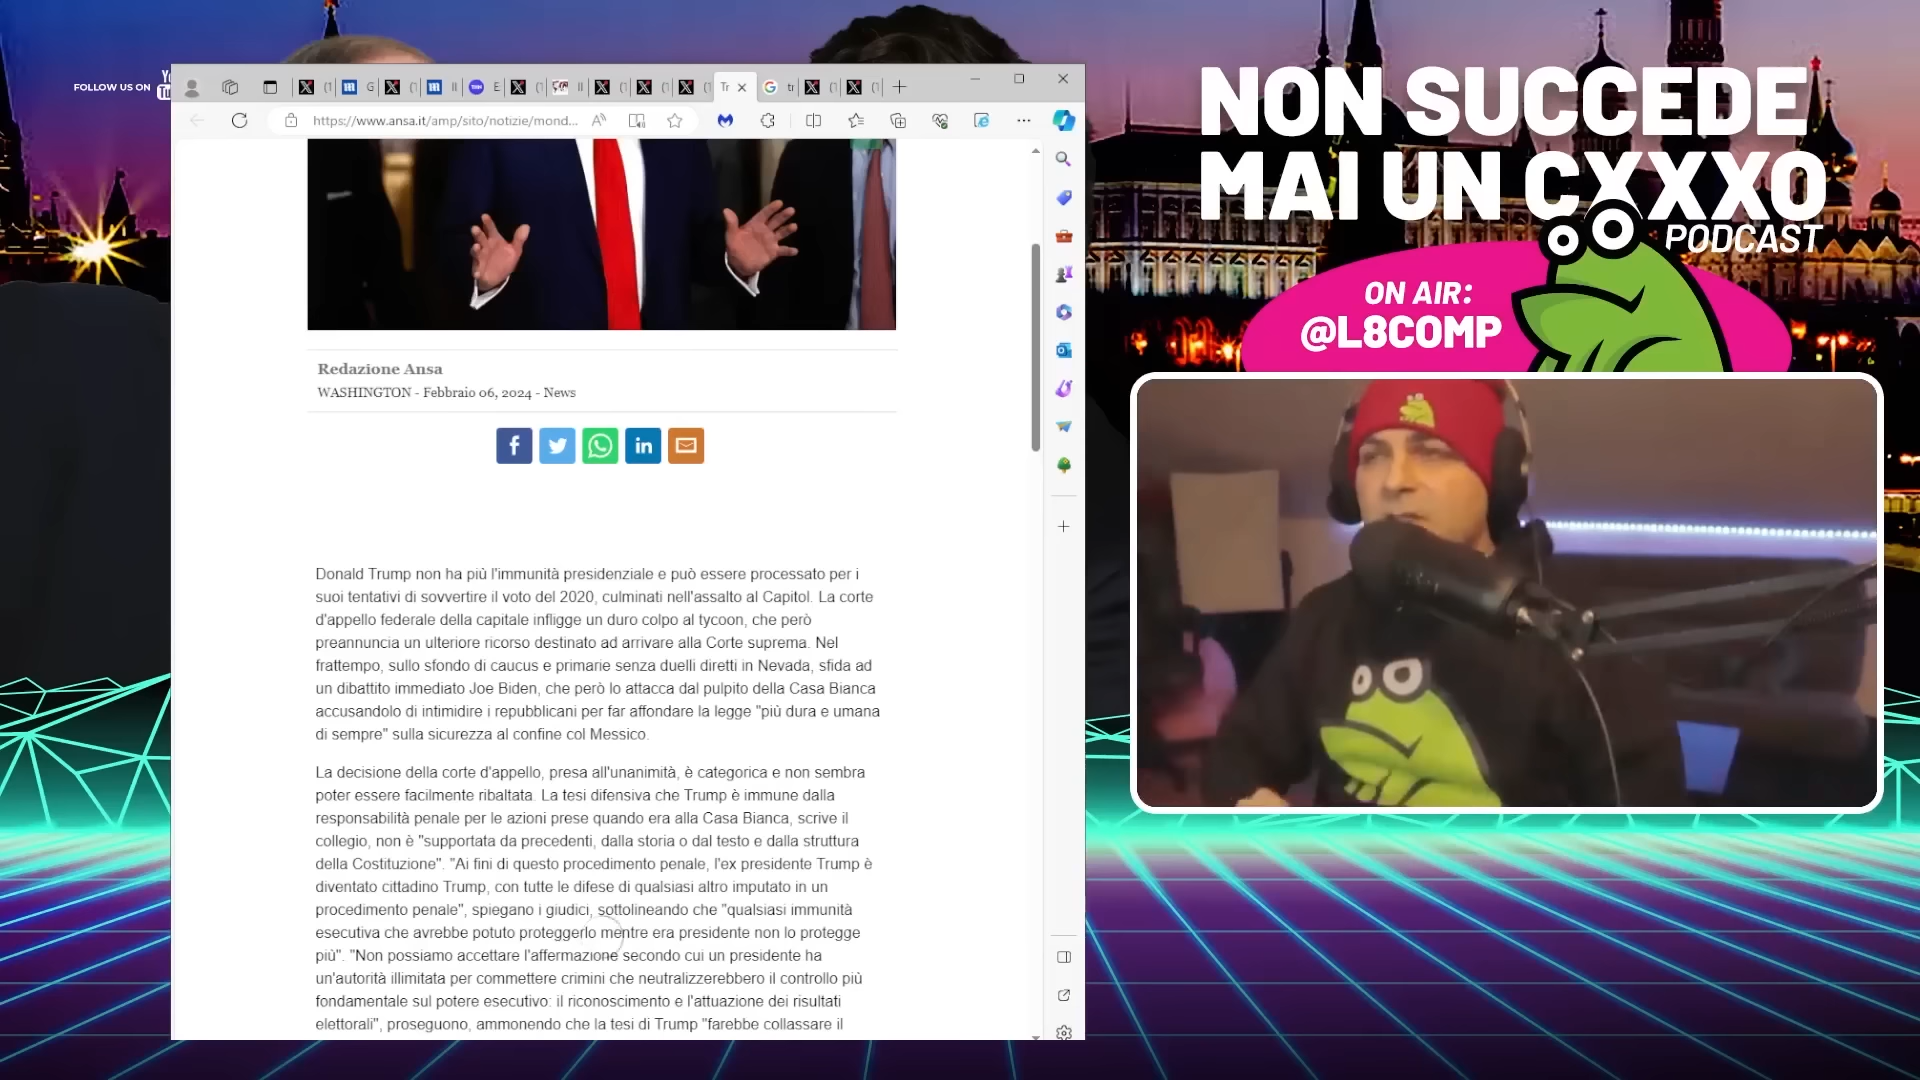 FOLLOW US ON
You
Tu
Tr
https://www.ansa.it/amp/sito/notizie/mond...
Redazione Ansa
WASHINGTON - Febbraio 06, 2024 - News
Donald Trump non ha più l'immunità presidenziale e può essere processato per i
suoi tentativi di sovvertire il voto del 2020, culminati nell'assalto al Capitol. La corte
d'appello federale della capitale infligge un duro colpo al tycoon, che però
preannuncia un ulteriore ricorso destinato ad arrivare alla Corte suprema. Nel
frattempo, sullo sfondo di caucus e primarie senza duelli diretti in Nevada, sfida ad
un dibattito immediato Joe Biden, che però lo attacca dal pulpito della Casa Bianca
accusandolo di intimidire i repubblicani per far affondare la legge "più dura e umana
di sempre" sulla sicurezza al confine col Messico.
La decisione della corte d'appello, presa all'unanimità, è categorica e non sembra
poter essere facilmente ribaltata. La tesi difensiva che Trump è immune dalla
responsabilità penale per le azioni prese quando era alla Casa Bianca, scrive il
collegio, non è "supportata da precedenti, dalla storia o dal testo e dalla struttura
della Costituzione". "Ai fini di questo procedimento penale, l'ex presidente Trump è
diventato cittadino Trump, con tutte le difese di qualsiasi altro imputato in un
procedimento penale", spiegano i giudici, sottolineando che "qualsiasi immunità
esecutiva che avrebbe potuto proteggerlo mentre era presidente non lo protegge
più". "Non possiamo accettare l'affermazione secondo cui un presidente ha
un'autorità illimitata per commettere crimini che neutralizzerebbero il controllo più
fondamentale sul potere esecutivo: il riconoscimento e l'attuazione dei risultati
elettorali", proseguono, ammonendo che la tesi di Trump "farebbe collassare il
NON SUCCEDE
MAI UN CXXXO
PODCAST
ON AIR:
@L8COMP